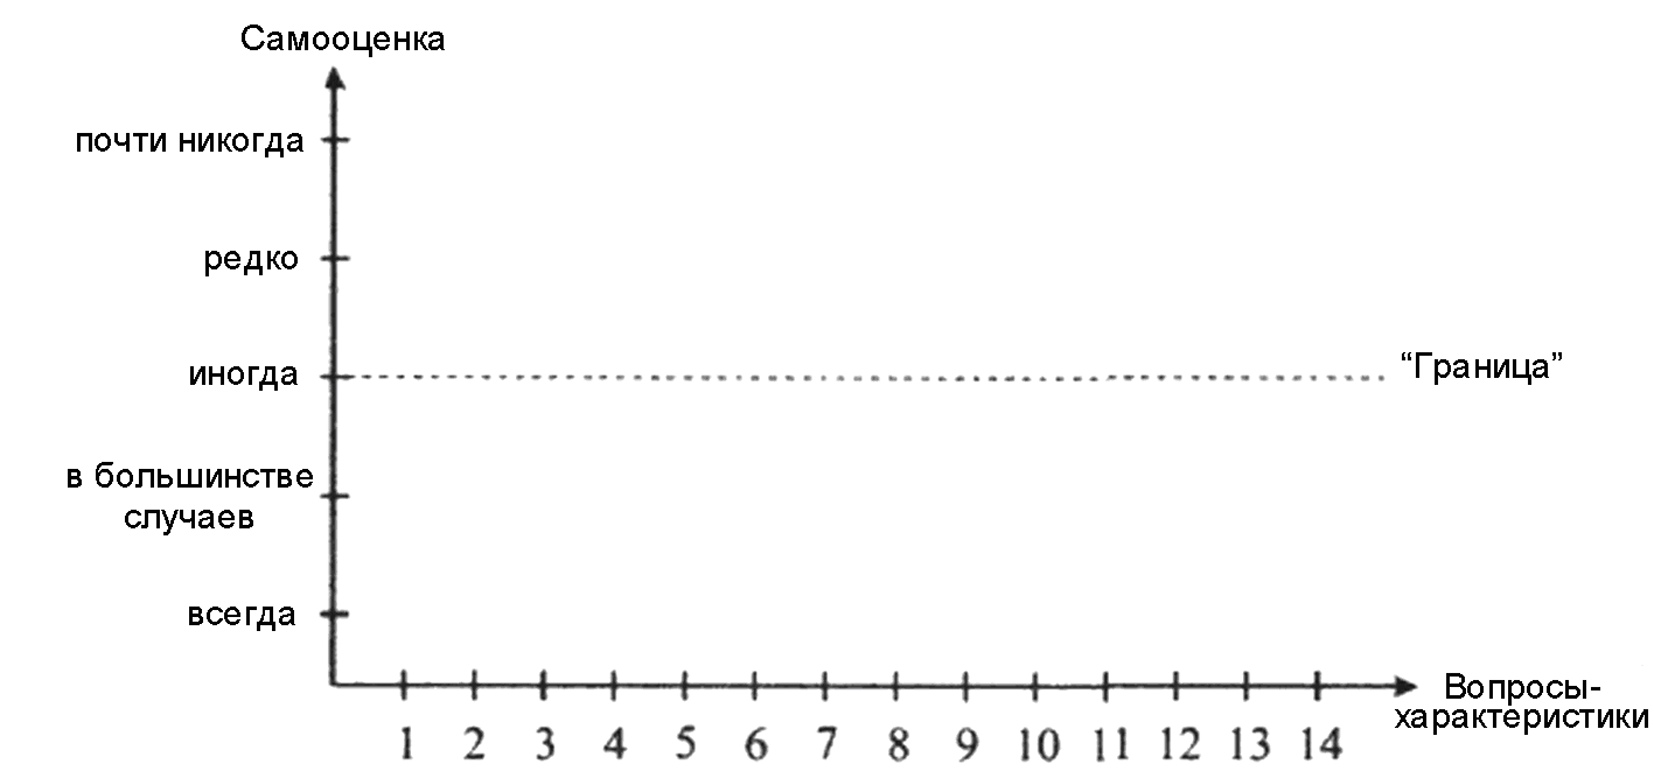 Самооценка
почти никогда
редко
иногда
“Граница”
в большинстве
случаев
всегда
Вопросы-
характеристики
1 2 3 4 5 6 7 8 9 10 11 12 13 14